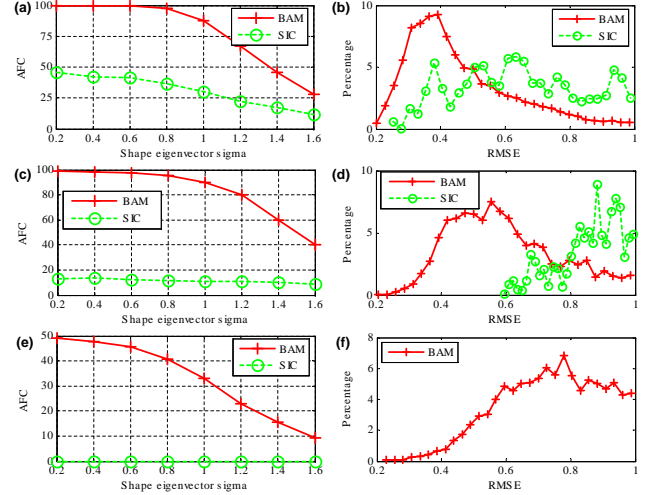 (a)
100
75
50
25
0
AFC
0.2 0.4 0.6 0.8 1 1.2 1.4 1.6
Shape eigenvector sigma
BAM
SIC
(b)
10
5
0
Percentage
0.2 0.4 0.6 0.8 1
RMSE
BAM
SIC
(c)
100
80
60
40
20
0
AFC
0.2 0.4 0.6 0.8 1 1.2 1.4 1.6
Shape eigenvector sigma
BAM
SIC
(d)
10
5
0
Percentage
0.2 0.4 0.6 0.8 1
RMSE
BAM
SIC
(e)
50
40
30
20
10
0
AFC
0.2 0.4 0.6 0.8 1 1.2 1.4 1.6
Shape eigenvector sigma
BAM
SIC
(f)
8
6
4
2
0
Percentage
0.2 0.4 0.6 0.8 1
RMSE
BAM